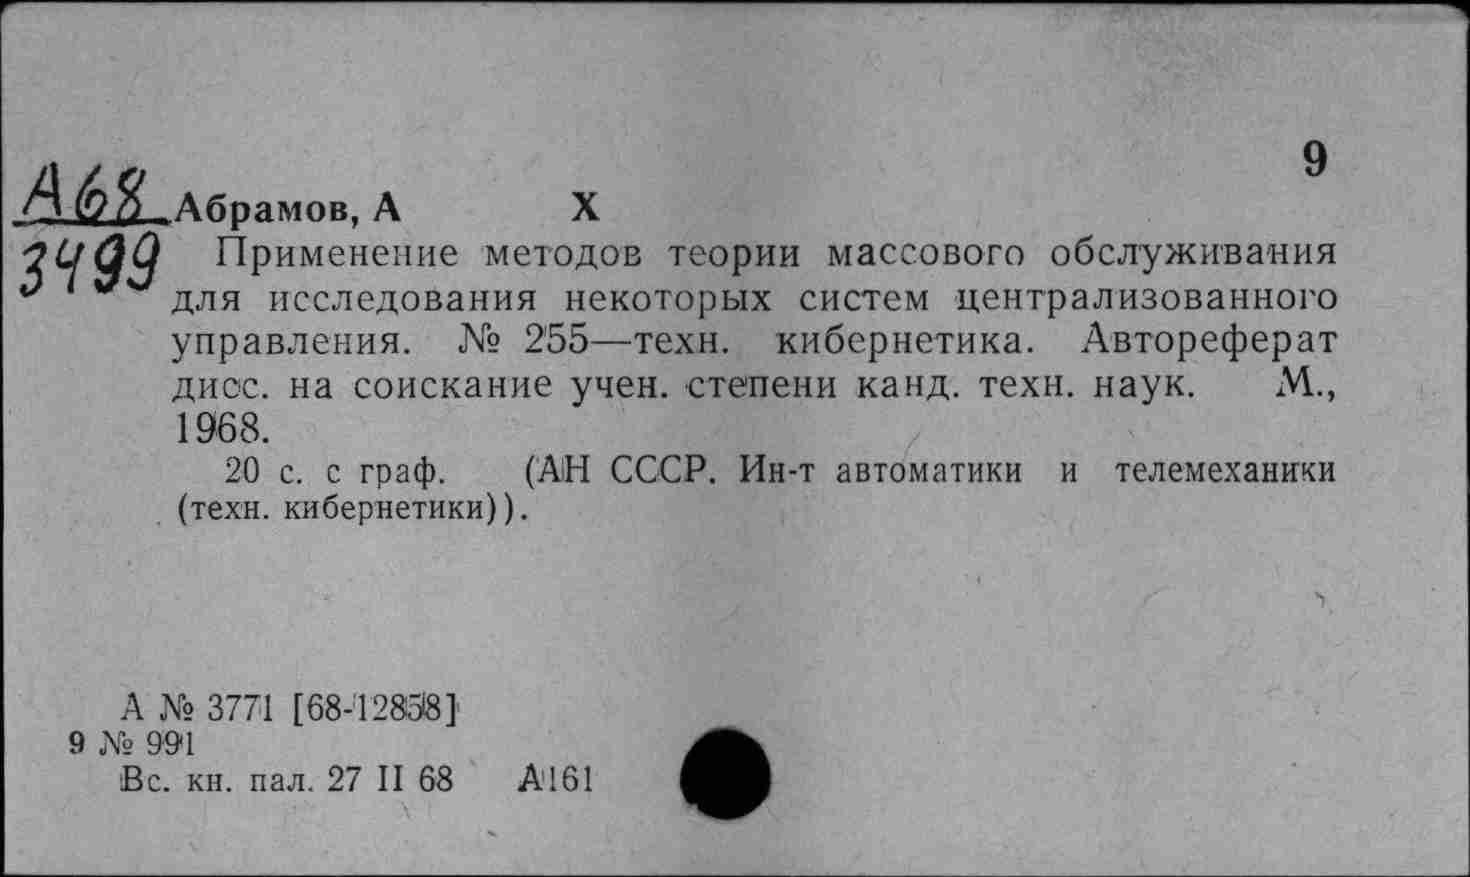 9
А68 Абрамов, А Х
3499 Применение методов теории массового обслуживания
для исследования некоторых систем централизованного
управления. № 255—техн. кибернетика. Автореферат
дисс. на соискание учен. степени канд. техн. наук. М.,
1968.
20 с. с граф. (АН СССР. Ин-т автоматики и телемеханики
(техн. кибернетики)).
А № 3771 [68-12858]
9 № 991
Вс. кн. пал. 27 II 68 А161